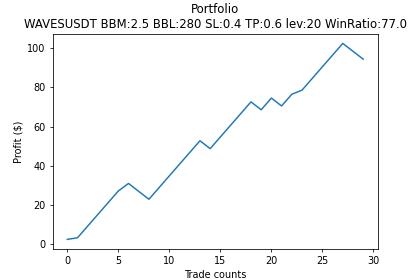 Portfolio
WAVESUSDT BBM:2.5 BBL:280 SL:0.4 TP:0.6 lev:20 WinRatio:77.0
Profit ($)
100
80
60
40
20
0
0 5 10 15 20 25 30
Trade counts